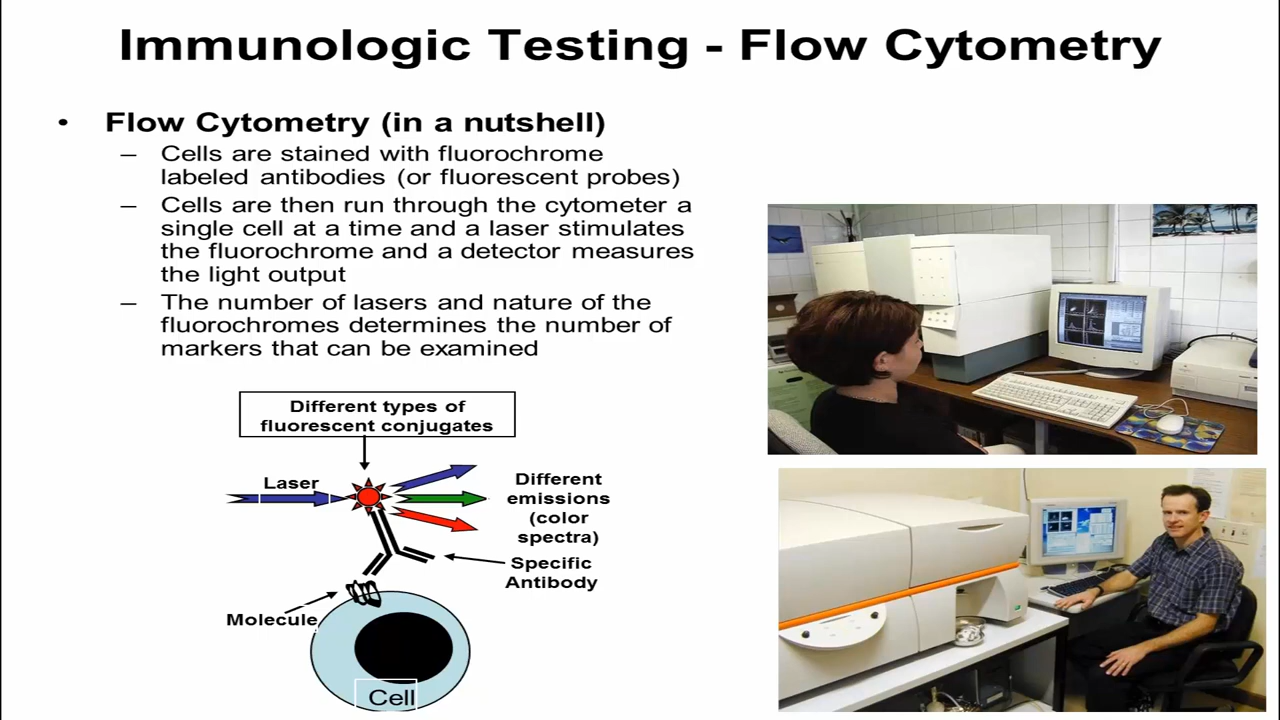 Immunologic Testing - Flow Cytometry
• Flow Cytometry (in a nutshell)
– Cells are stained with fluorochrome
labeled antibodies (or fluorescent probes)
– Cells are then run through the cytometer a
single cell at a time and a laser stimulates
the fluorochrome and a detector measures
the light output
– The number of lasers and nature of the
fluorochromes determines the number of
markers that can be examined
Different types of
fluorescent conjugates
Laser
Different
emissions
(color
spectra)
Specific
Antibody
Molecule
Cell